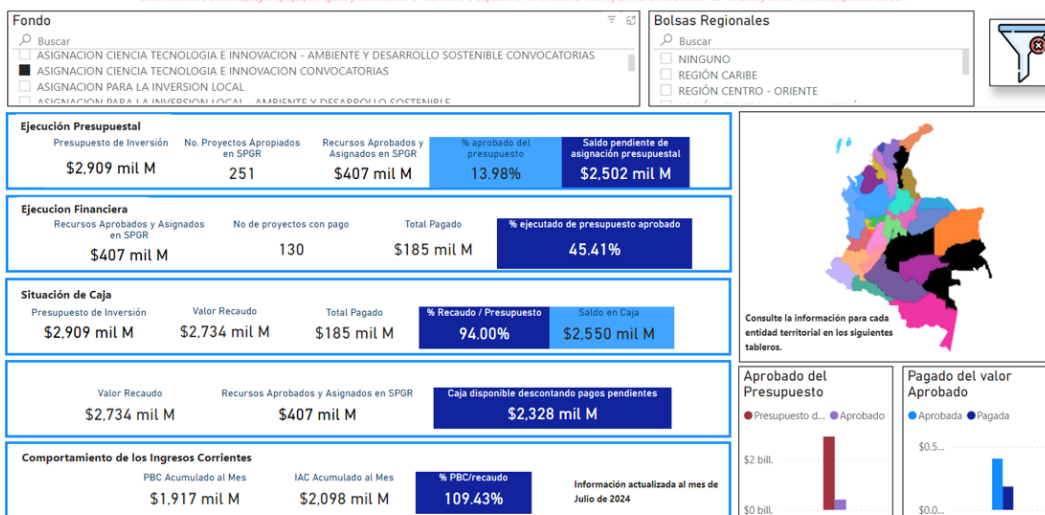 Fondo
Buscar
ASIGNACION CIENCIA TECNOLOGIA E INNOVACION - AMBIENTE Y DESARROLLO SOSTENIBLE CONVOCATORIAS
ASIGNACION CIENCIA TECNOLOGIA E INNOVACION CONVOCATORIAS
ASIGNACION PARA LA INVERSION LOCAL
ASIGNACION PARA LA INVERSION LOCAL - AMBIENTE Y DESARROLLO SOSTENIBLE
Bolsas Regionales
Buscar
NINGUNO
REGIÓN CARIBE
REGIÓN CENTRO - ORIENTE
Ejecución Presupuestal
Presupuesto de Inversión
$2,909 mil M
No. Proyectos Apropiados
en SPGR
251
Recursos Aprobados y
Asignados en SPGR
$407 mil M
% aprobado del
presupuesto
13.98%
Saldo pendiente de
asignación presupuestal
$2,502 mil M
Ejecucion Financiera
Recursos Aprobados y Asignados
en SPGR
$407 mil M
No de proyectos con pago
130
Total Pagado
$185 mil M
% ejecutado de presupuesto aprobado
45.41%
Situación de Caja
Presupuesto de Inversión
$2,909 mil M
Valor Recaudo
$2,734 mil M
Total Pagado
$185 mil M
% Recaudo / Presupuesto
94.00%
Saldo en Caja
$2,550 mil M
Valor Recaudo
$2,734 mil M
Recursos Aprobados y Asignados en SPGR
$407 mil M
Caja disponible descontando pagos pendientes
$2,328 mil M
Comportamiento de los Ingresos Corrientes
PBC Acumulado al Mes
$1,917 mil M
IAC Acumulado al Mes
$2,098 mil M
% PBC/recaudo
109.43%
Información actualizada al mes de
Julio de 2024
Consulte la información para cada
entidad territorial en los siguientes
tableros.
Aprobado del
Presupuesto
Presupuesto d... Aprobado
$2 bill.
$0 bill.
Pagado del valor
Aprobado
Aprobada Pagada
$0.5...
$0.0...